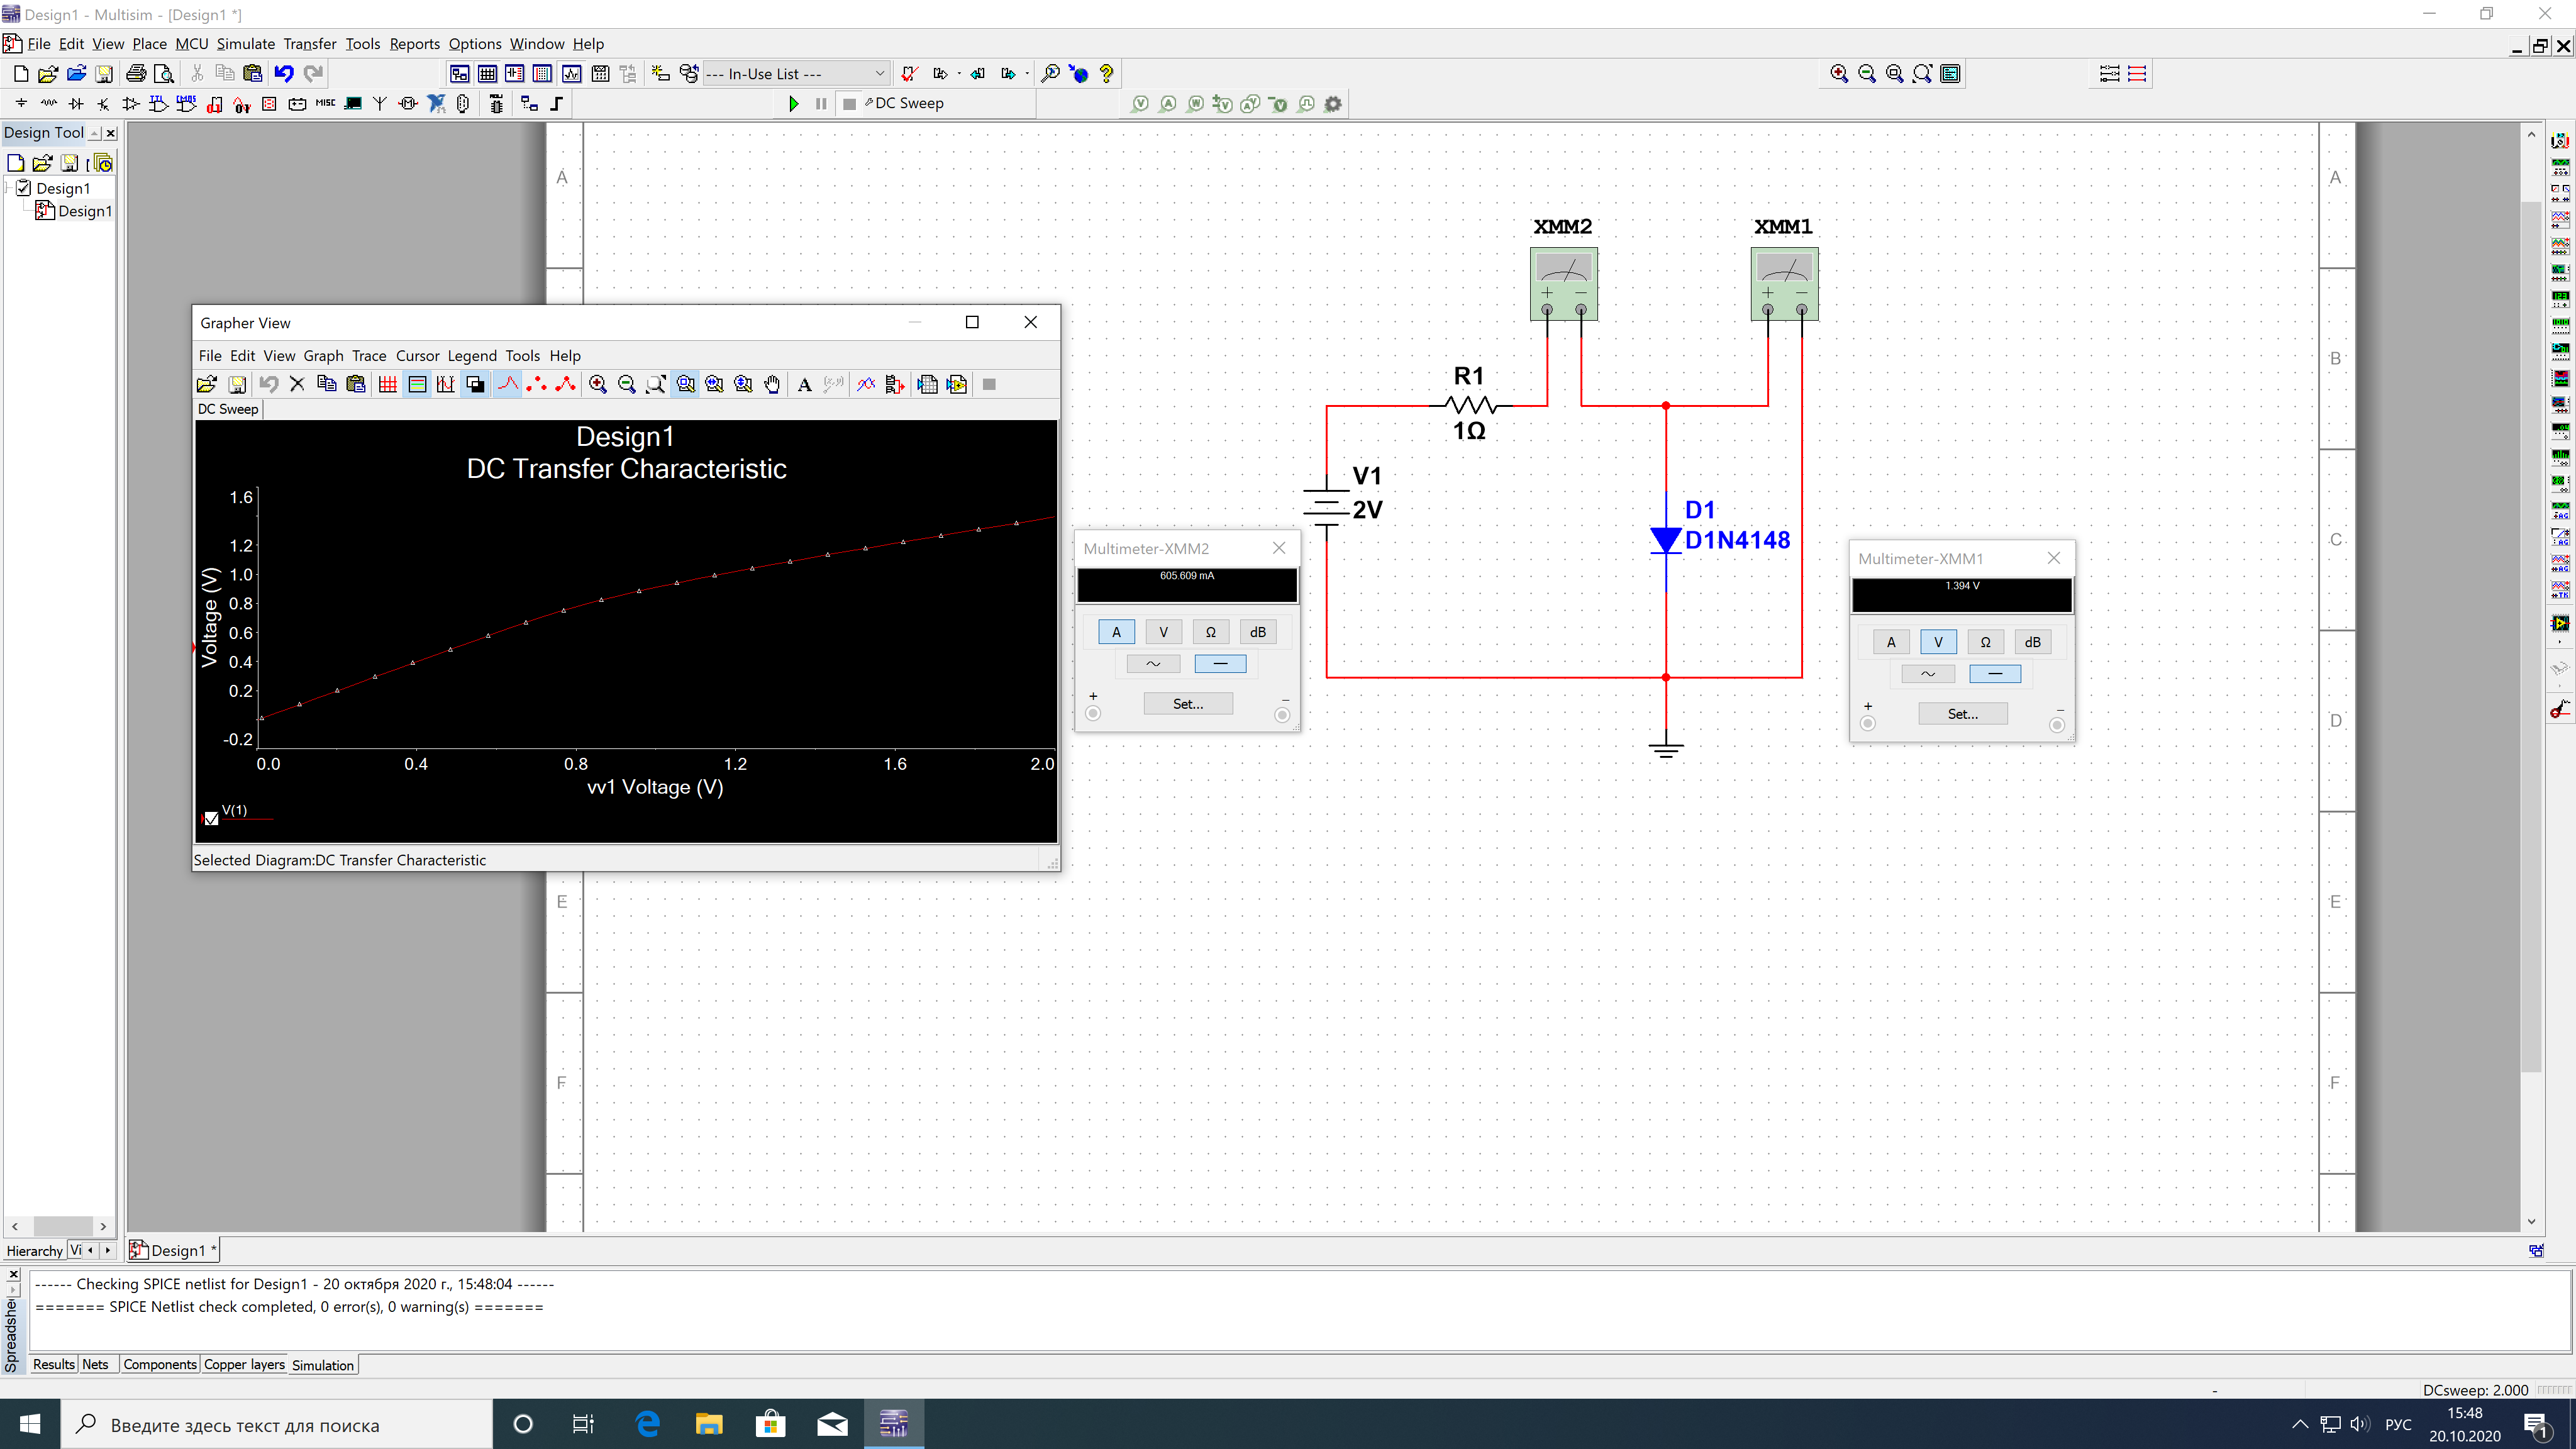 Design1 - Multisim - [Design1 *]
File Edit View Place MCU Simulate Transfer Tools Reports Options Window Help
--- In-Use List ---
DC Sweep
Design Tool
Design1
Design1
A
A
B
C
C
D
E
E
F
F
XMM2
XMM1
R1
1Ω
V1
2V
D1
D1N4148
Grapher View
File Edit View Graph Trace Cursor Legend Tools Help
DC Sweep
Design1
DC Transfer Characteristic
Voltage (V)
1.6
1.2
1.0
0.8
0.6
0.4
0.2
-0.2
0.0 0.4 0.8 1.2 1.6 2.0
vv1 Voltage (V)
V(1)
Selected Diagram:DC Transfer Characteristic
Multimeter-XMM2
605.609 mA
A V Ω dB
Set...
Multimeter-XMM1
1.394 V
A V Ω dB
Set...
Hierarchy Vi
Design1 *
Spreadshe
------ Checking SPICE netlist for Design1 - 20 октября 2020 г., 15:48:04 ------
======= SPICE Netlist check completed, 0 error(s), 0 warning(s) =======
Results Nets Components Copper layers Simulation
DCsweep: 2.000
Введите здесь текст для поиска
РУС
15:48
20.10.2020
1